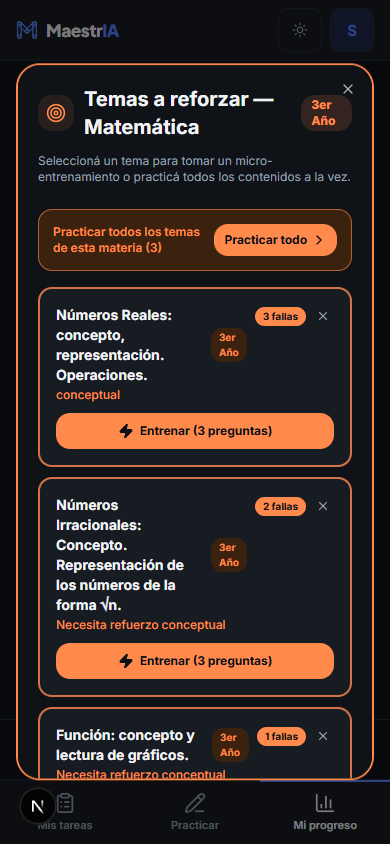 MaestrIA
S
Temas a reforzar —
Matemática
3er
Año
Seleccioná un tema para tomar un micro-
entrenamiento o practicá todos los contenidos a la vez.
Practicar todos los temas
de esta materia (3)
Practicar todo
Números Reales:
concepto,
representación.
Operaciones.
3er
Año
3 fallas
conceptual
Entrenar (3 preguntas)
Números
Irracionales:
Concepto.
Representación de
los números de la
forma √n.
3er
Año
2 fallas
Necesita refuerzo conceptual
Entrenar (3 preguntas)
Función: concepto y
lectura de gráficos.
3er
Año
1 fallas
Necesita refuerzo conceptual
N
Mis tareas
Practicar
Mi progreso